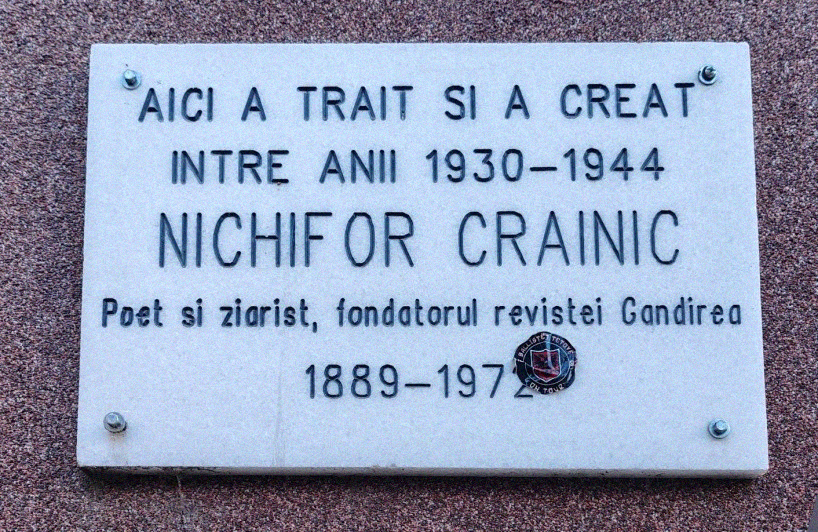 AICI A TRAIT SI A CREAT
INTRE ANII 1930-1944
NICHIFOR CRAINIC
Poet si ziarist, fondatorul revistei Gandirea
1889-1972